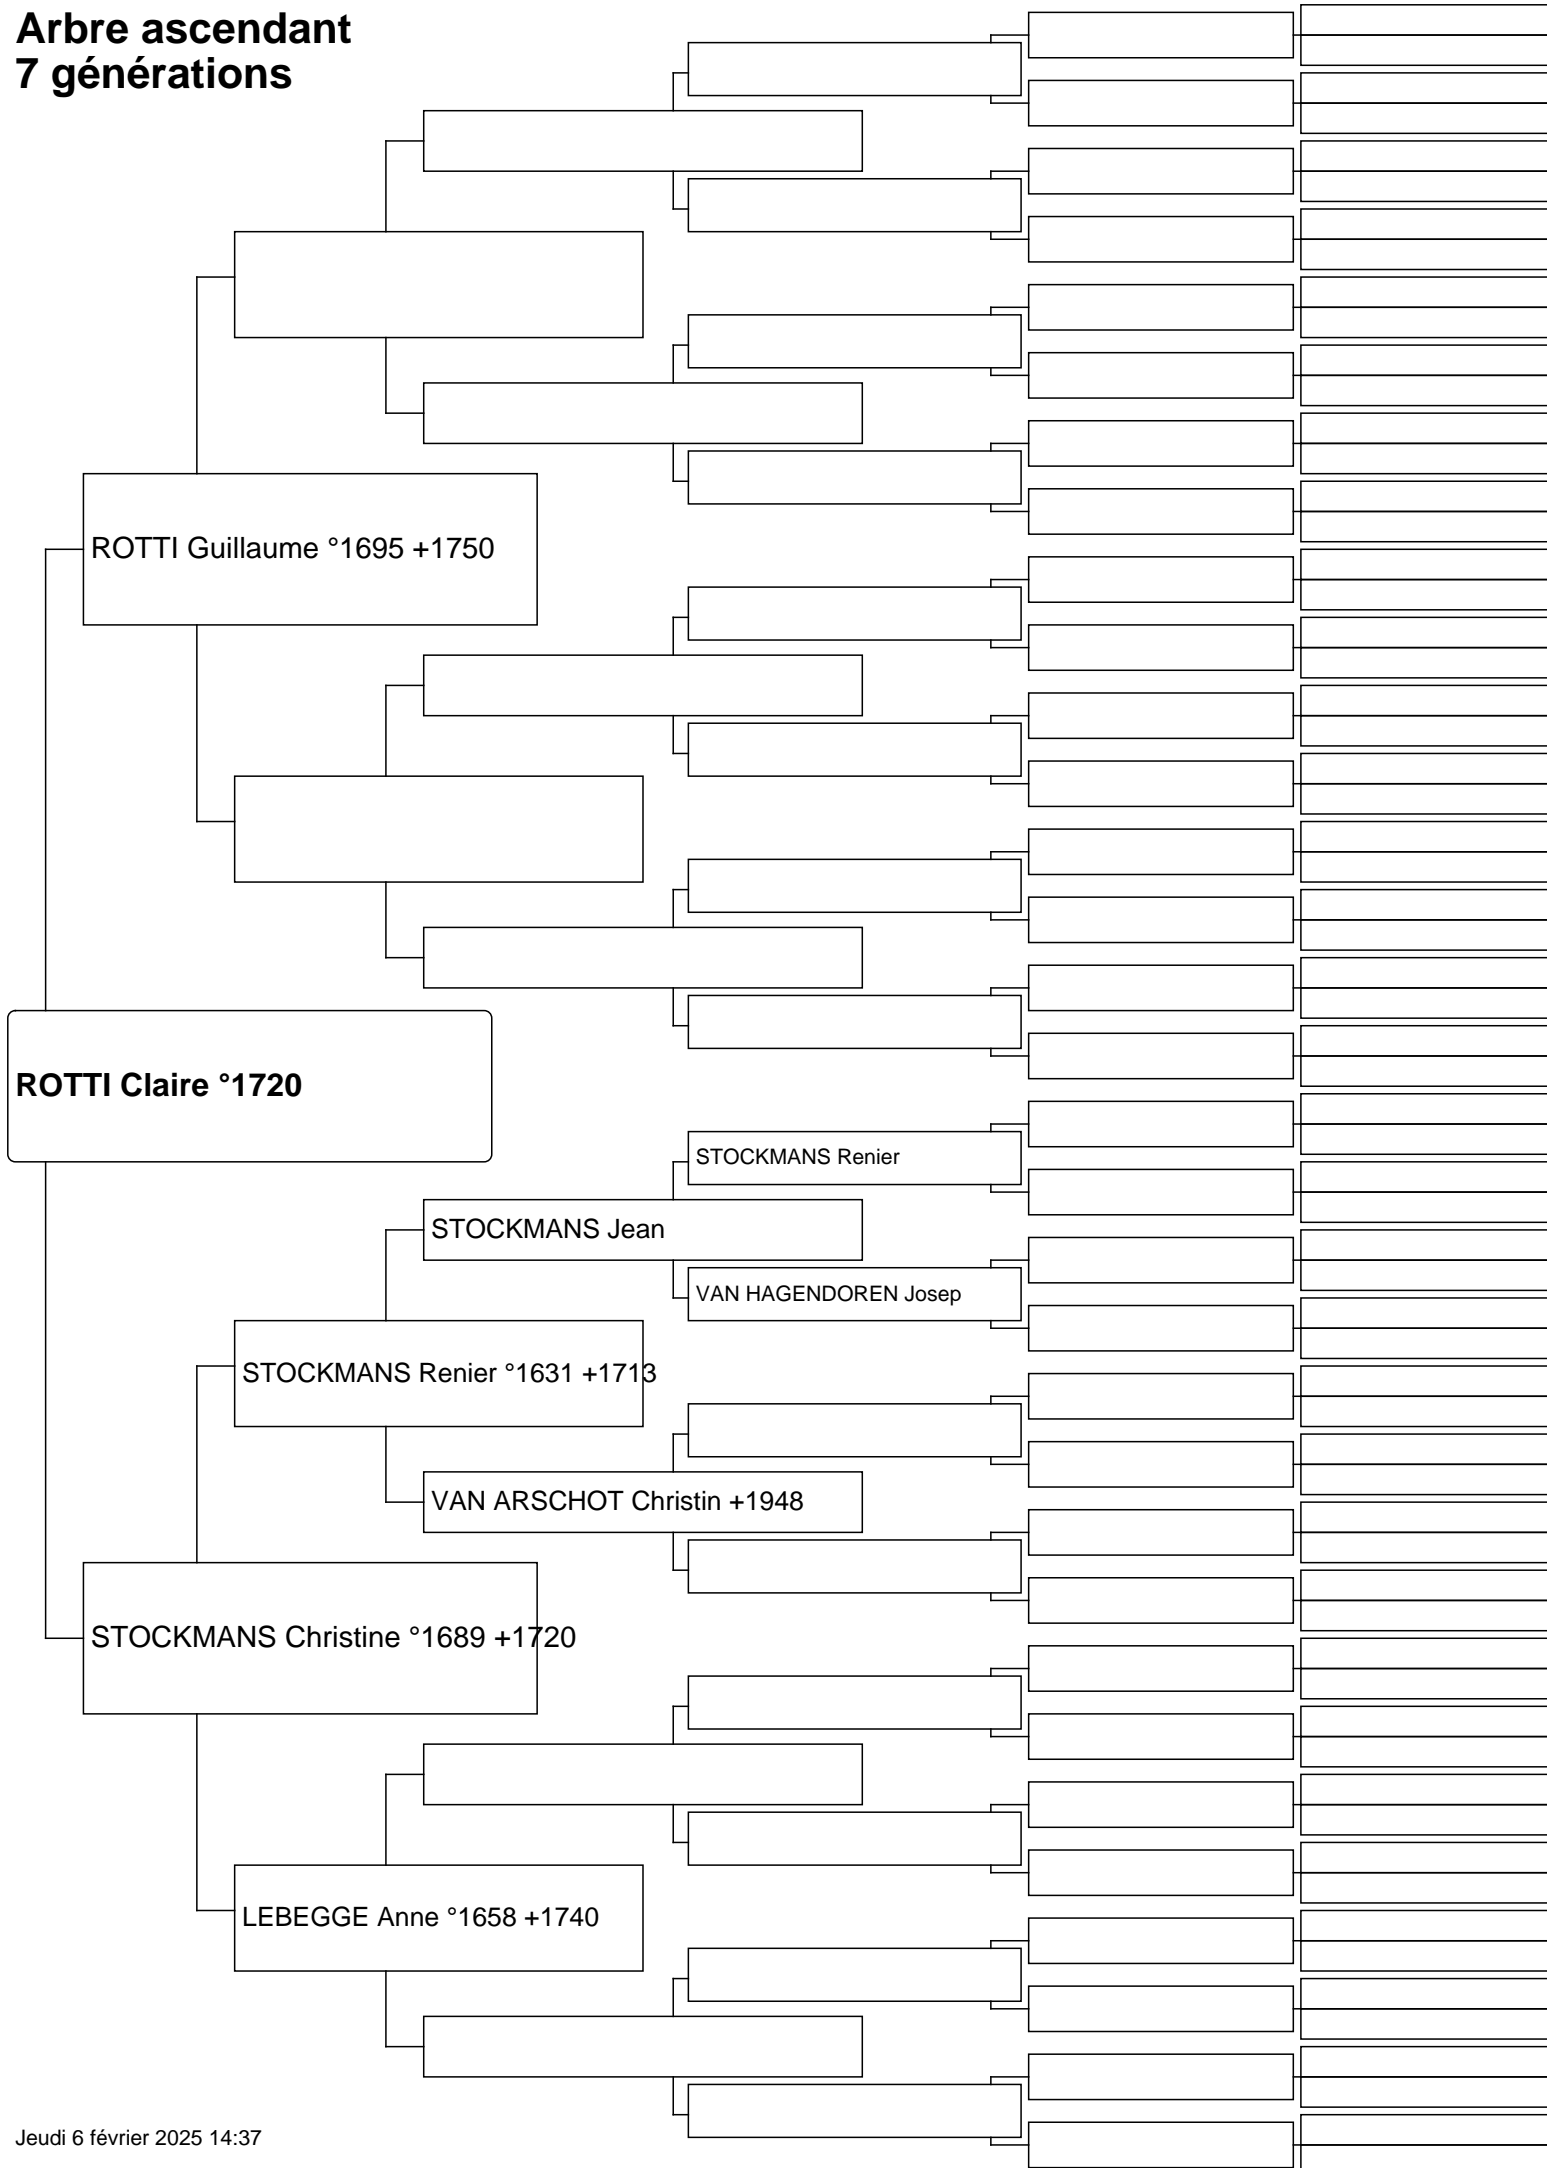 Arbre ascendant
7 générations
ROTTI Guillaume °1695 +1750
ROTTI Claire °1720
STOCKMANS Renier
STOCKMANS Jean
VAN HAGENDOREN Josep
STOCKMANS Renier °1631 +1713
VAN ARSCHOT Christin +1948
STOCKMANS Christine °1689 +1720
LEBEGGE Anne °1658 +1740
Jeudi 6 février 2025 14:37